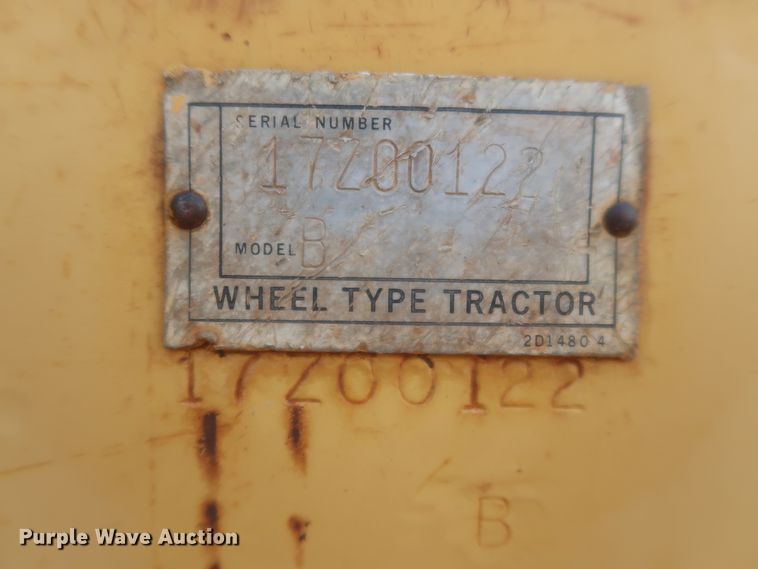 SERIAL NUMBER
17Z00122
MODEL B
WHEEL TYPE TRACTOR
2D1480 4
17Z00122
B
Purple Wave Auction